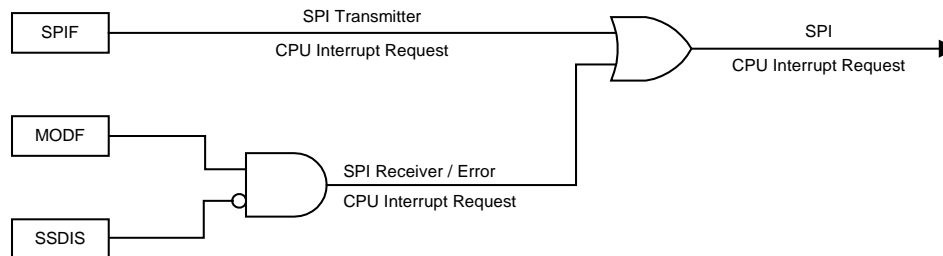 SPIF
SPI Transmitter
CPU Interrupt Request
SPI
CPU Interrupt Request
MODF
SPI Receiver / Error
CPU Interrupt Request
SSDIS